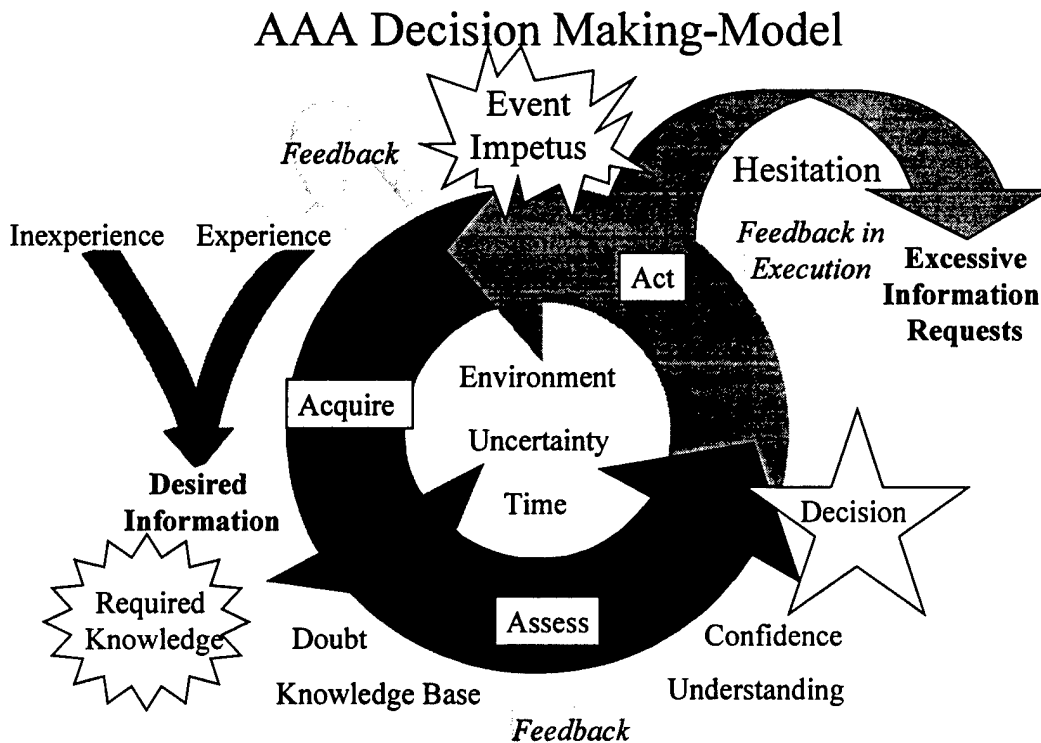 AAA Decision Making-Model
Event
Impetus
Feedback
Hesitation
Inexperience
Experience
Feedback in
Execution
Excessive
Information
Requests
Act
Environment
Acquire
Uncertainty
Time
Desired
Information
Decision
Required
Knowledge
Assess
Doubt
Confidence
Knowledge Base
Understanding
Feedback